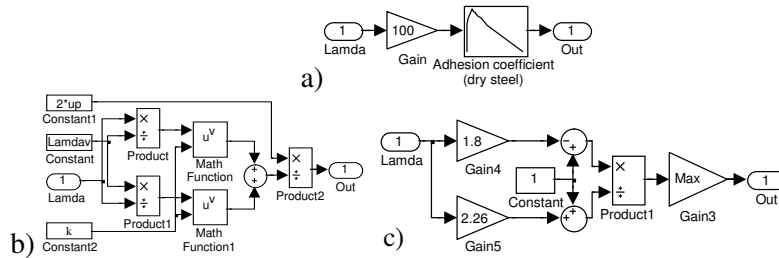 1
Lamda
100
Gain
Adhesion coefficient
(dry steel)
1
Out
a)
2*up
Constant1
Lamdav
Constant
1
Lamda
k
Constant2
×
÷
Product
×
÷
Product1
u^v
Math
Function
u^v
Math
Function1
+
+
×
÷
Product2
1
Out
b)
1
Lamda
1.8
Gain4
2.26
Gain5
1
Constant
−
+
+
+
×
÷
Product1
Max
Gain3
1
Out
c)